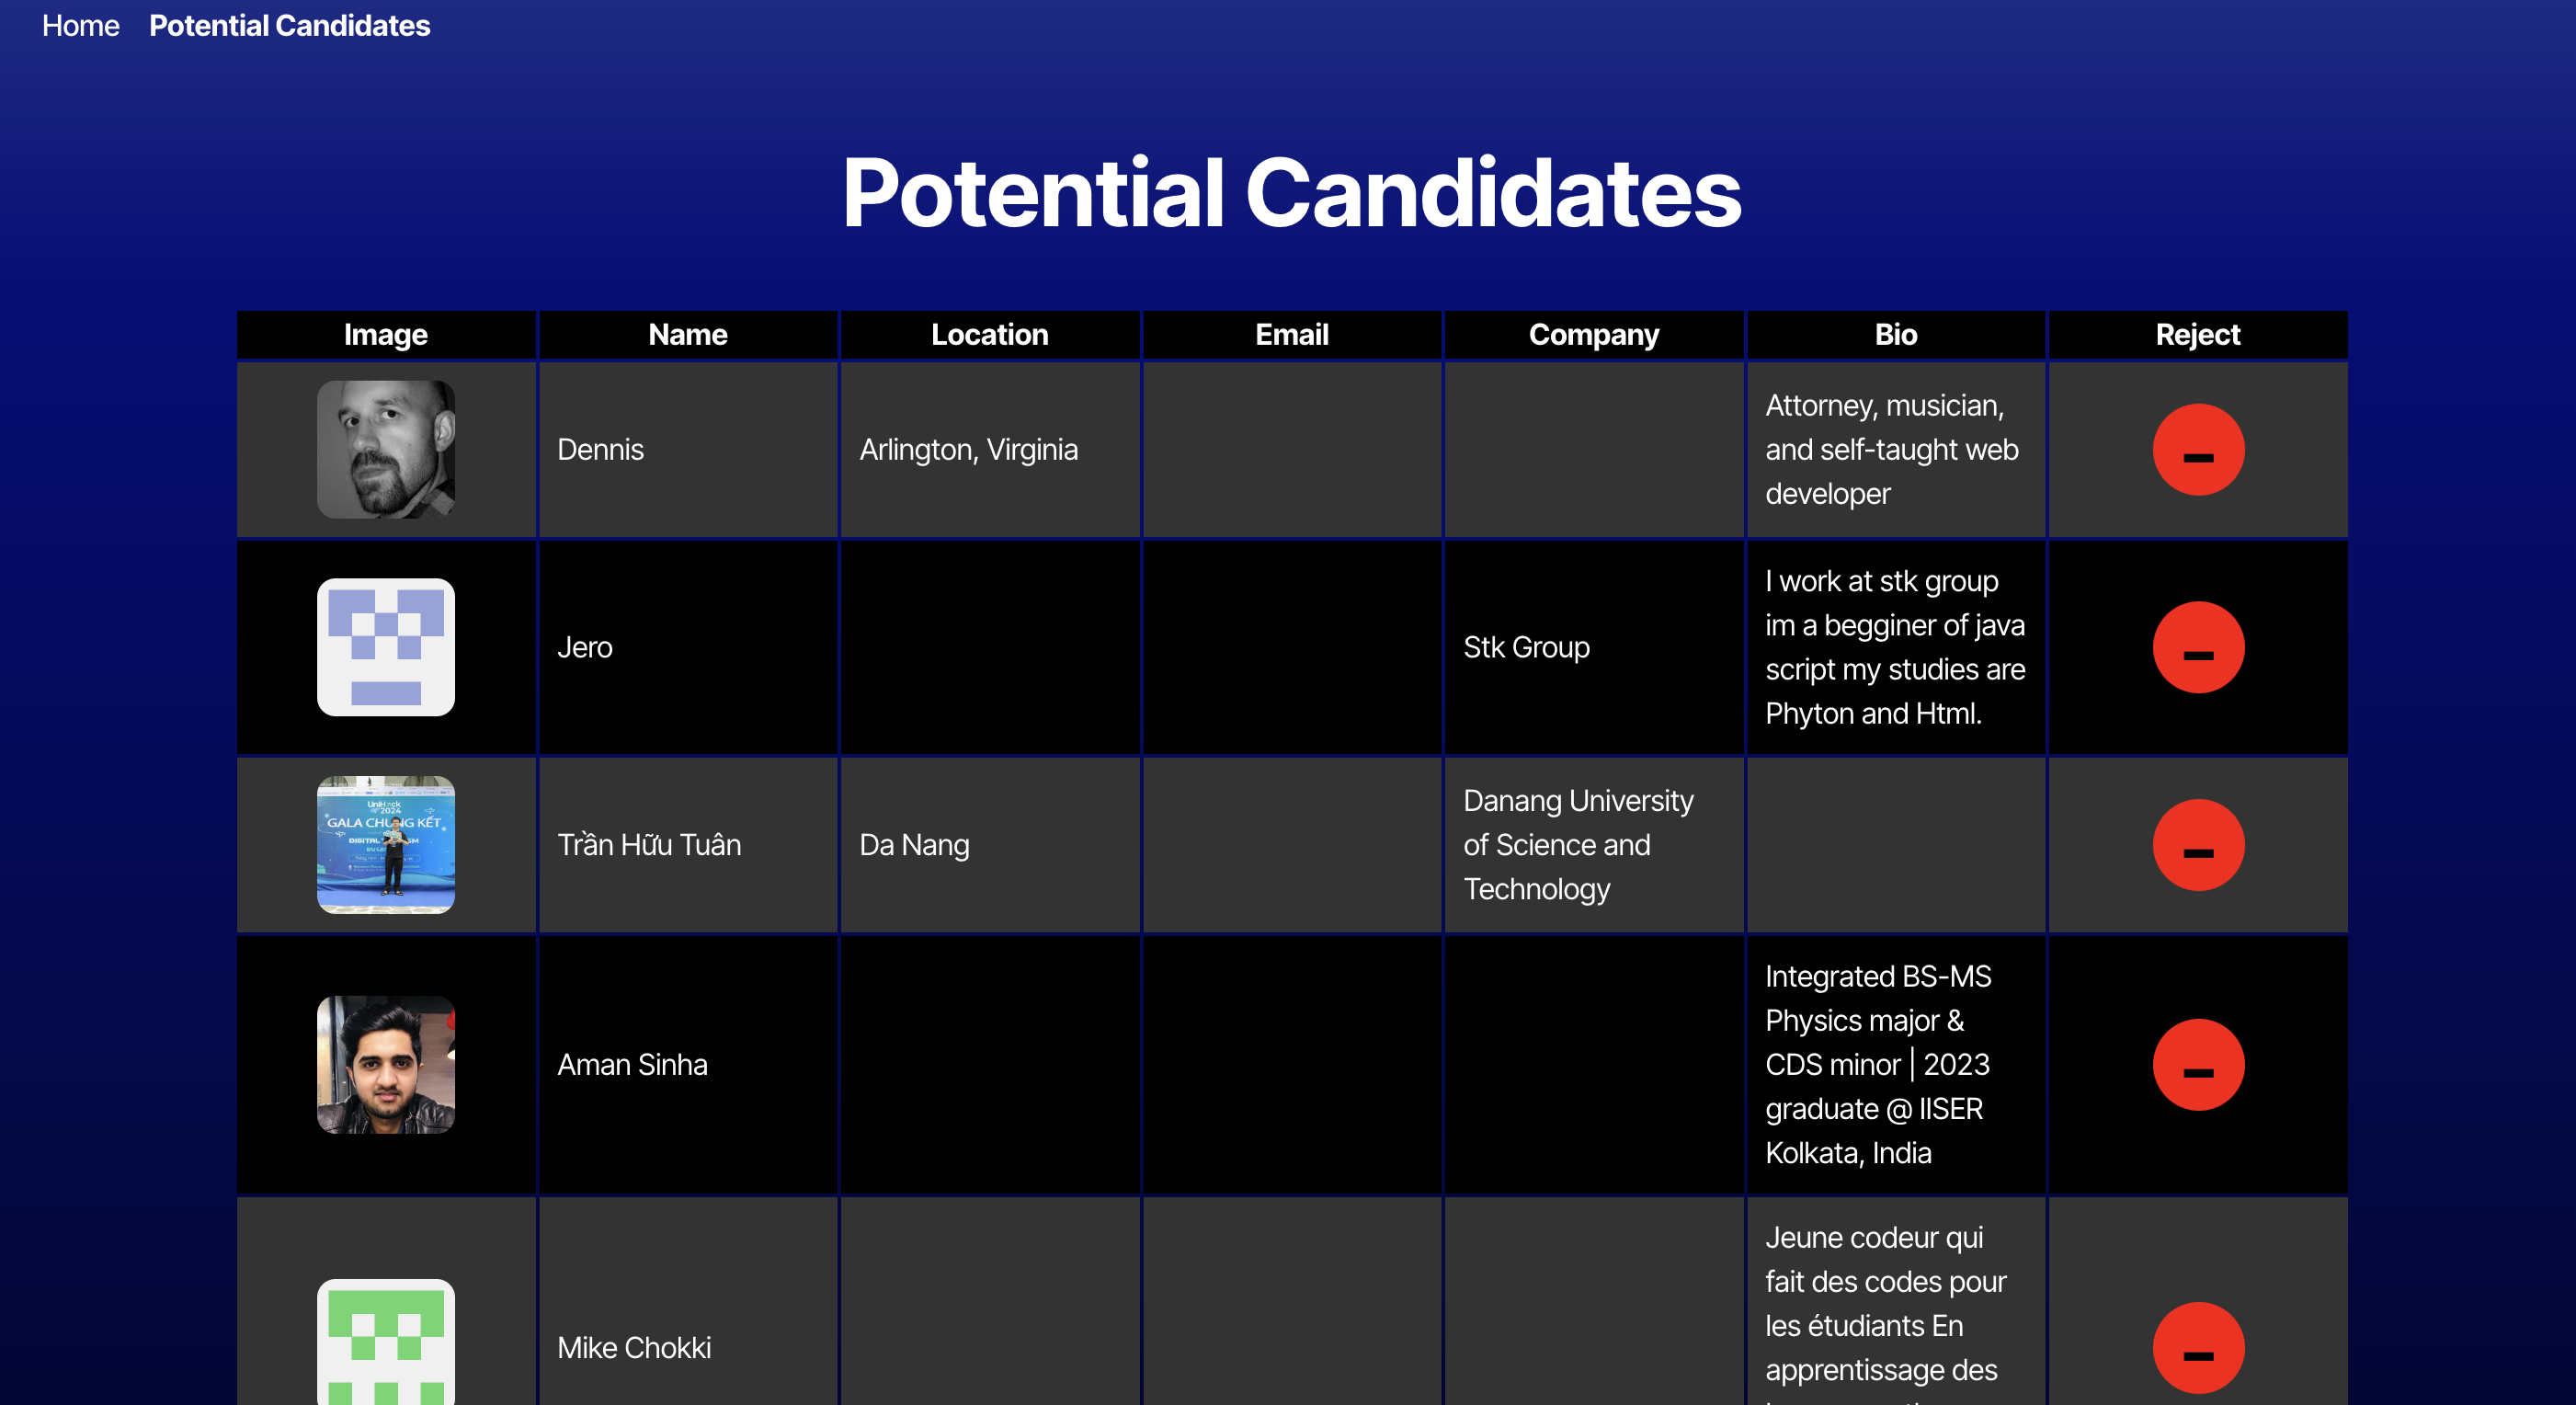 Home Potential Candidates
Potential Candidates
Image Name Location Email Company Bio Reject
Dennis
Arlington, Virginia
Attorney, musician,
and self-taught web
developer
Jero
Stk Group
I work at stk group
im a begginer of java
script my studies are
Phyton and Html.
UniHack
2024
GALA CHUNG KẾT
Trần Hữu Tuân
Da Nang
Danang University
of Science and
Technology
Aman Sinha
Integrated BS-MS
Physics major &
CDS minor | 2023
graduate @ IISER
Kolkata, India
Mike Chokki
Jeune codeur qui
fait des codes pour
les étudiants En
apprentissage des